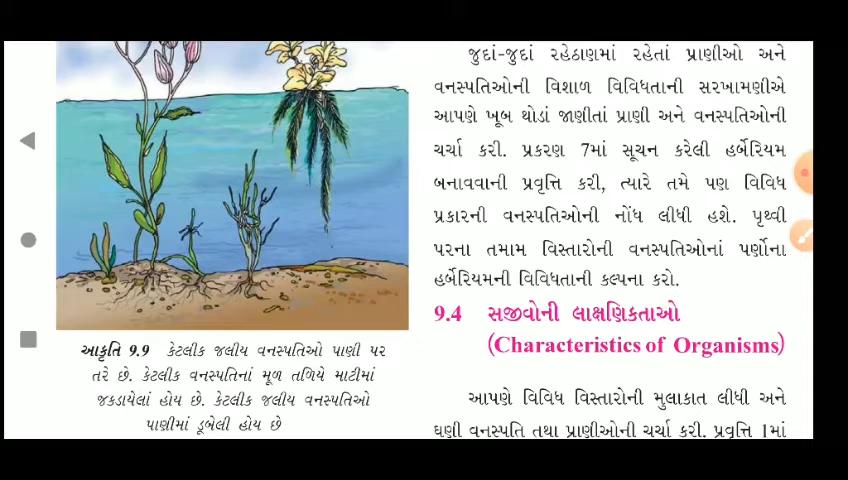 આકૃતિ 9.9 કેટલીક જલીય વનસ્પતિઓ પાણી પર
તરે છે. કેટલીક વનસ્પતિનાં મૂળ તળિયે માટીમાં
જકડાયેલાં હોય છે. કેટલીક જલીય વનસ્પતિઓ
પાણીમાં ડૂબેલી હોય છે
જુદાં-જુદાં રહેઠાણમાં રહેતાં પ્રાણીઓ અને
વનસ્પતિઓની વિશાળ વિવિધતાની સરખામણીએ
આપણે ખૂબ થોડાં જાણીતાં પ્રાણી અને વનસ્પતિઓની
ચર્ચા કરી. પ્રકરણ 7માં સૂચન કરેલી હર્બેરિયમ
બનાવવાની પ્રવૃત્તિ કરી, ત્યારે તમે પણ વિવિધ
પ્રકારની વનસ્પતિઓની નોંધ લીધી હશે. પૃથ્વી
પરના તમામ વિસ્તારોની વનસ્પતિઓનાં પર્ણોના
હર્બેરિયમની વિવિધતાની કલ્પના કરો.
9.4 સજીવોની લાક્ષણિકતાઓ
(Characteristics of Organisms)
આપણે વિવિધ વિસ્તારોની મુલાકાત લીધી અને
ઘણી વનસ્પતિ તથા પ્રાણીઓની ચર્ચા કરી. પ્રવૃત્તિ 1માં